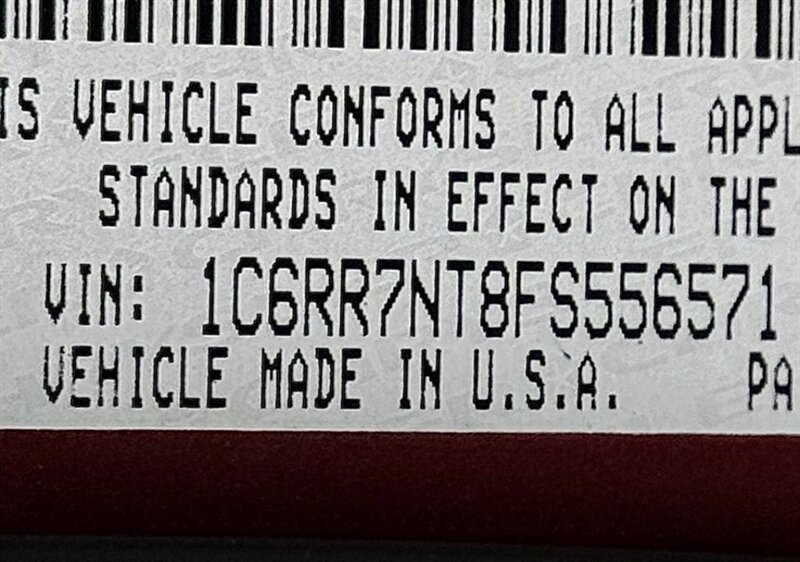 IS VEHICLE CONFORMS TO ALL APPL
STANDARDS IN EFFECT ON THE
VIN: 1C6RR7NT8FS556571
VEHICLE MADE IN U.S.A. PA